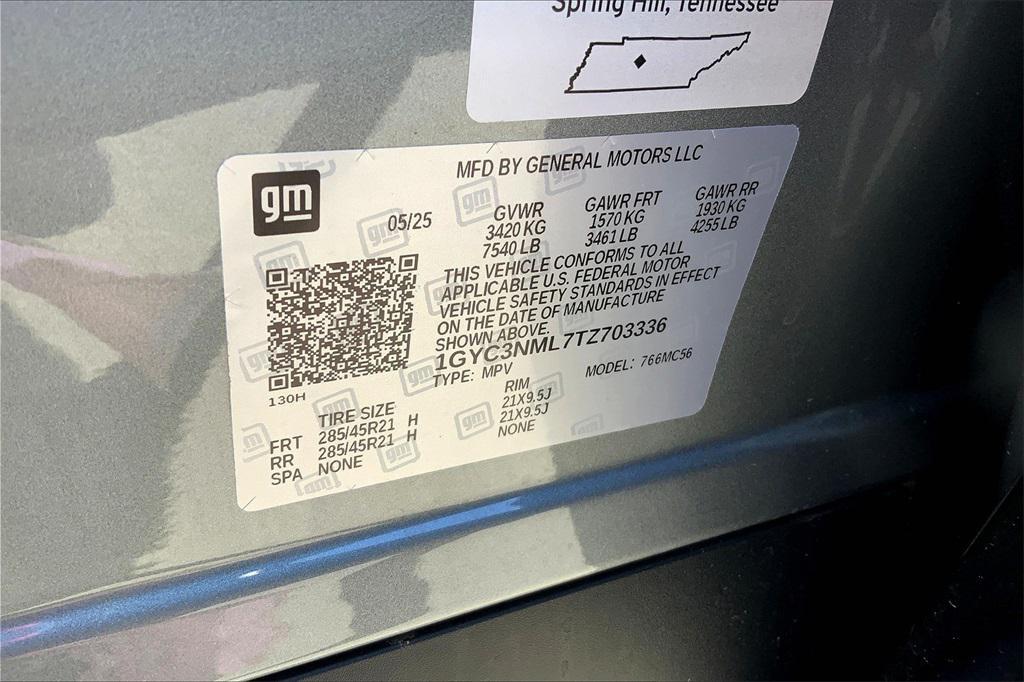 Spring Hill, Tennessee
gm
MFD BY GENERAL MOTORS LLC
05/25
GVWR
3420 KG
7540 LB
GAWR FRT
1570 KG
3461 LB
GAWR RR
1930 KG
4255 LB
THIS VEHICLE CONFORMS TO ALL
APPLICABLE U.S. FEDERAL MOTOR
VEHICLE SAFETY STANDARDS IN EFFECT
ON THE DATE OF MANUFACTURE
SHOWN ABOVE.
1GYC3NML7TZ703336
TYPE: MPV
MODEL: 766MC56
130H
TIRE SIZE
RIM
FRT 285/45R21 H 21X9.5J
RR 285/45R21 H 21X9.5J
SPA NONE NONE